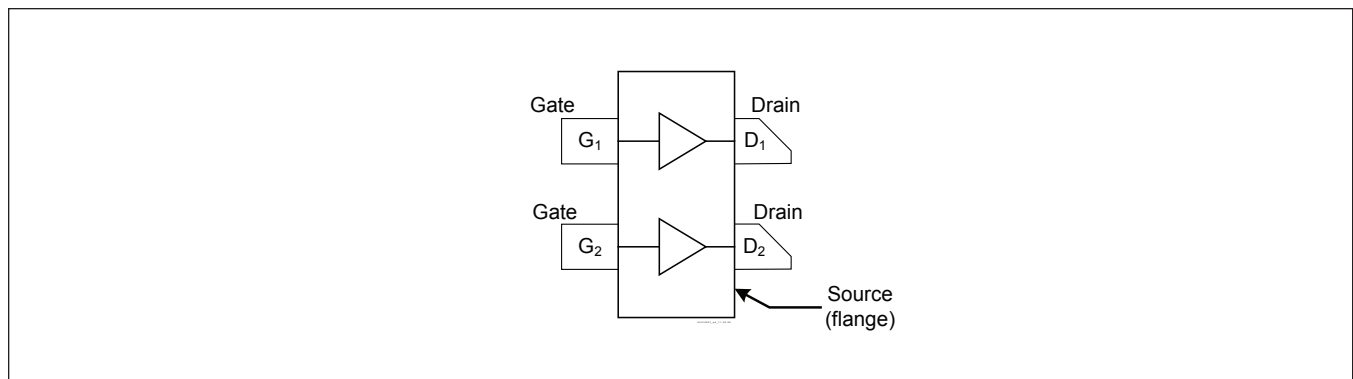 Gate
Drain
G₁
D₁
Gate
Drain
G₂
D₂
Source
(flange)